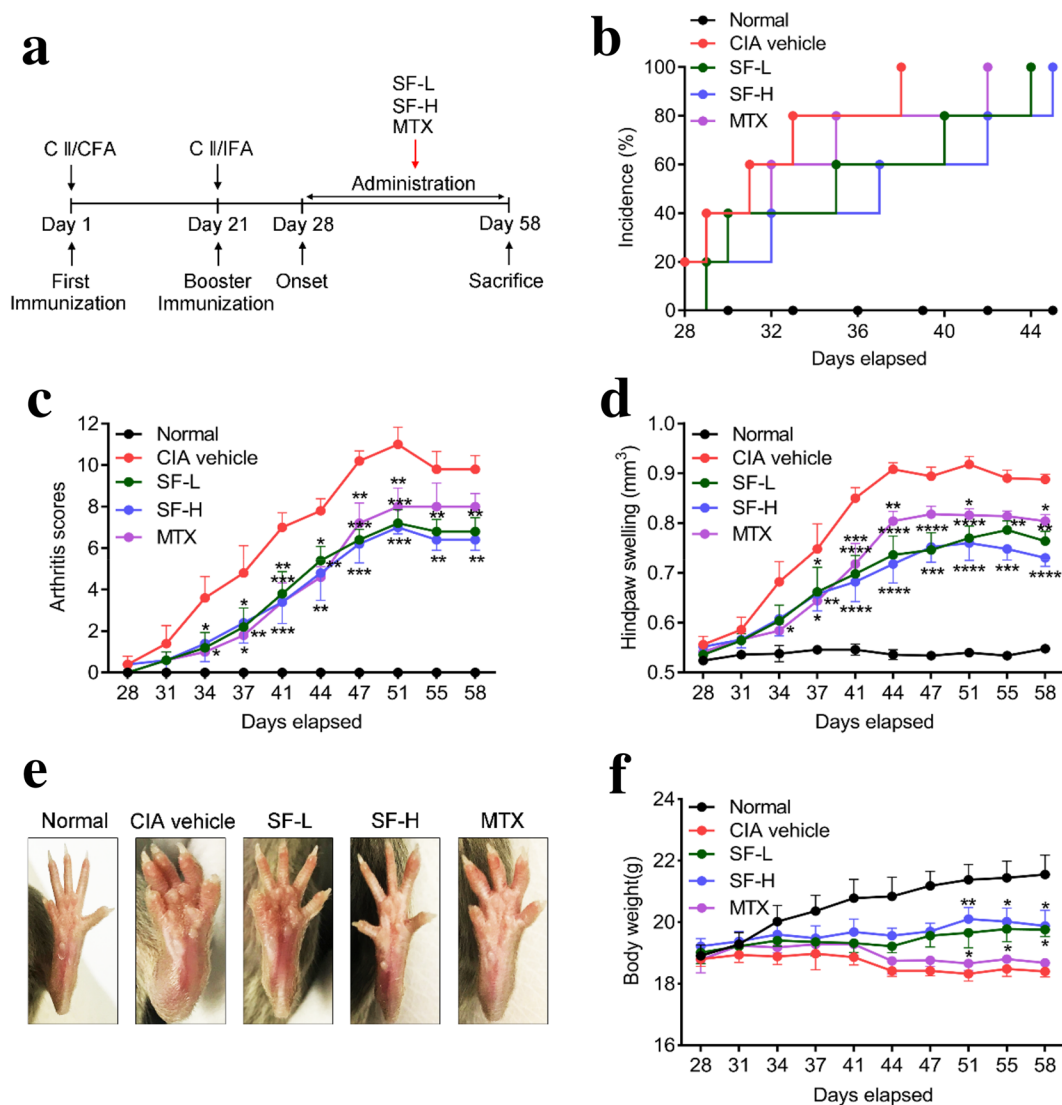 a
SF-L
SF-H
MTX
C Ⅱ/CFA
C Ⅱ/IFA
Administration
Day 1
Day 21
Day 28
Day 58
First
Immunization
Booster
Immunization
Onset
Sacrifice
b
Normal
CIA vehicle
SF-L
SF-H
MTX
Incidence (%)
100
80
60
40
20
0
28
32
36
40
44
Days elapsed
c
Normal
CIA vehicle
SF-L
SF-H
MTX
Arthritis scores
12
10
8
6
4
2
0
28
31
34
37
41
44
47
51
55
58
Days elapsed
d
Normal
CIA vehicle
SF-L
SF-H
MTX
Hindpaw swelling (mm³)
1.0
0.9
0.8
0.7
0.6
0.5
28
31
34
37
41
44
47
51
55
58
Days elapsed
e
Normal
CIA vehicle
SF-L
SF-H
MTX
f
Normal
CIA vehicle
SF-L
SF-H
MTX
Body weight(g)
24
22
20
18
16
28
31
34
37
41
44
47
51
55
58
Days elapsed